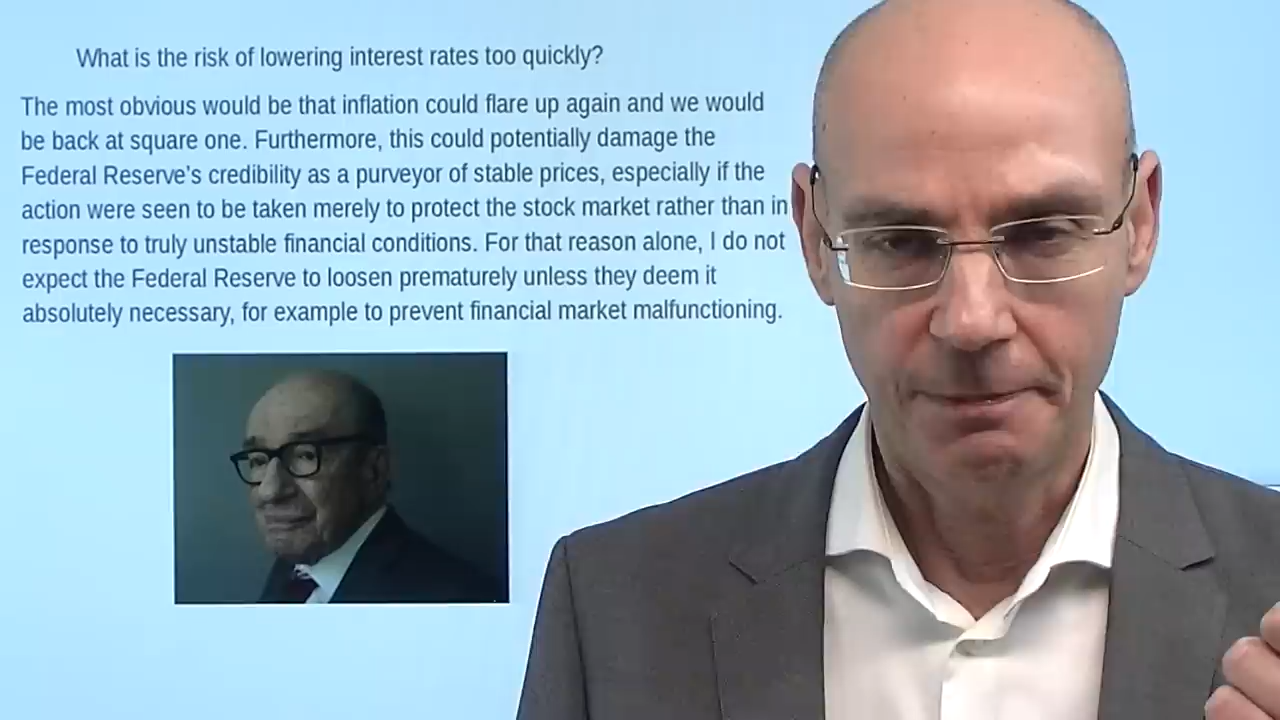 What is the risk of lowering interest rates too quickly?
The most obvious would be that inflation could flare up again and we would
be back at square one. Furthermore, this could potentially damage the
Federal Reserve's credibility as a purveyor of stable prices, especially if the
action were seen to be taken merely to protect the stock market rather than in
response to truly unstable financial conditions. For that reason alone, I do not
expect the Federal Reserve to loosen prematurely unless they deem it
absolutely necessary, for example to prevent financial market malfunctioning.